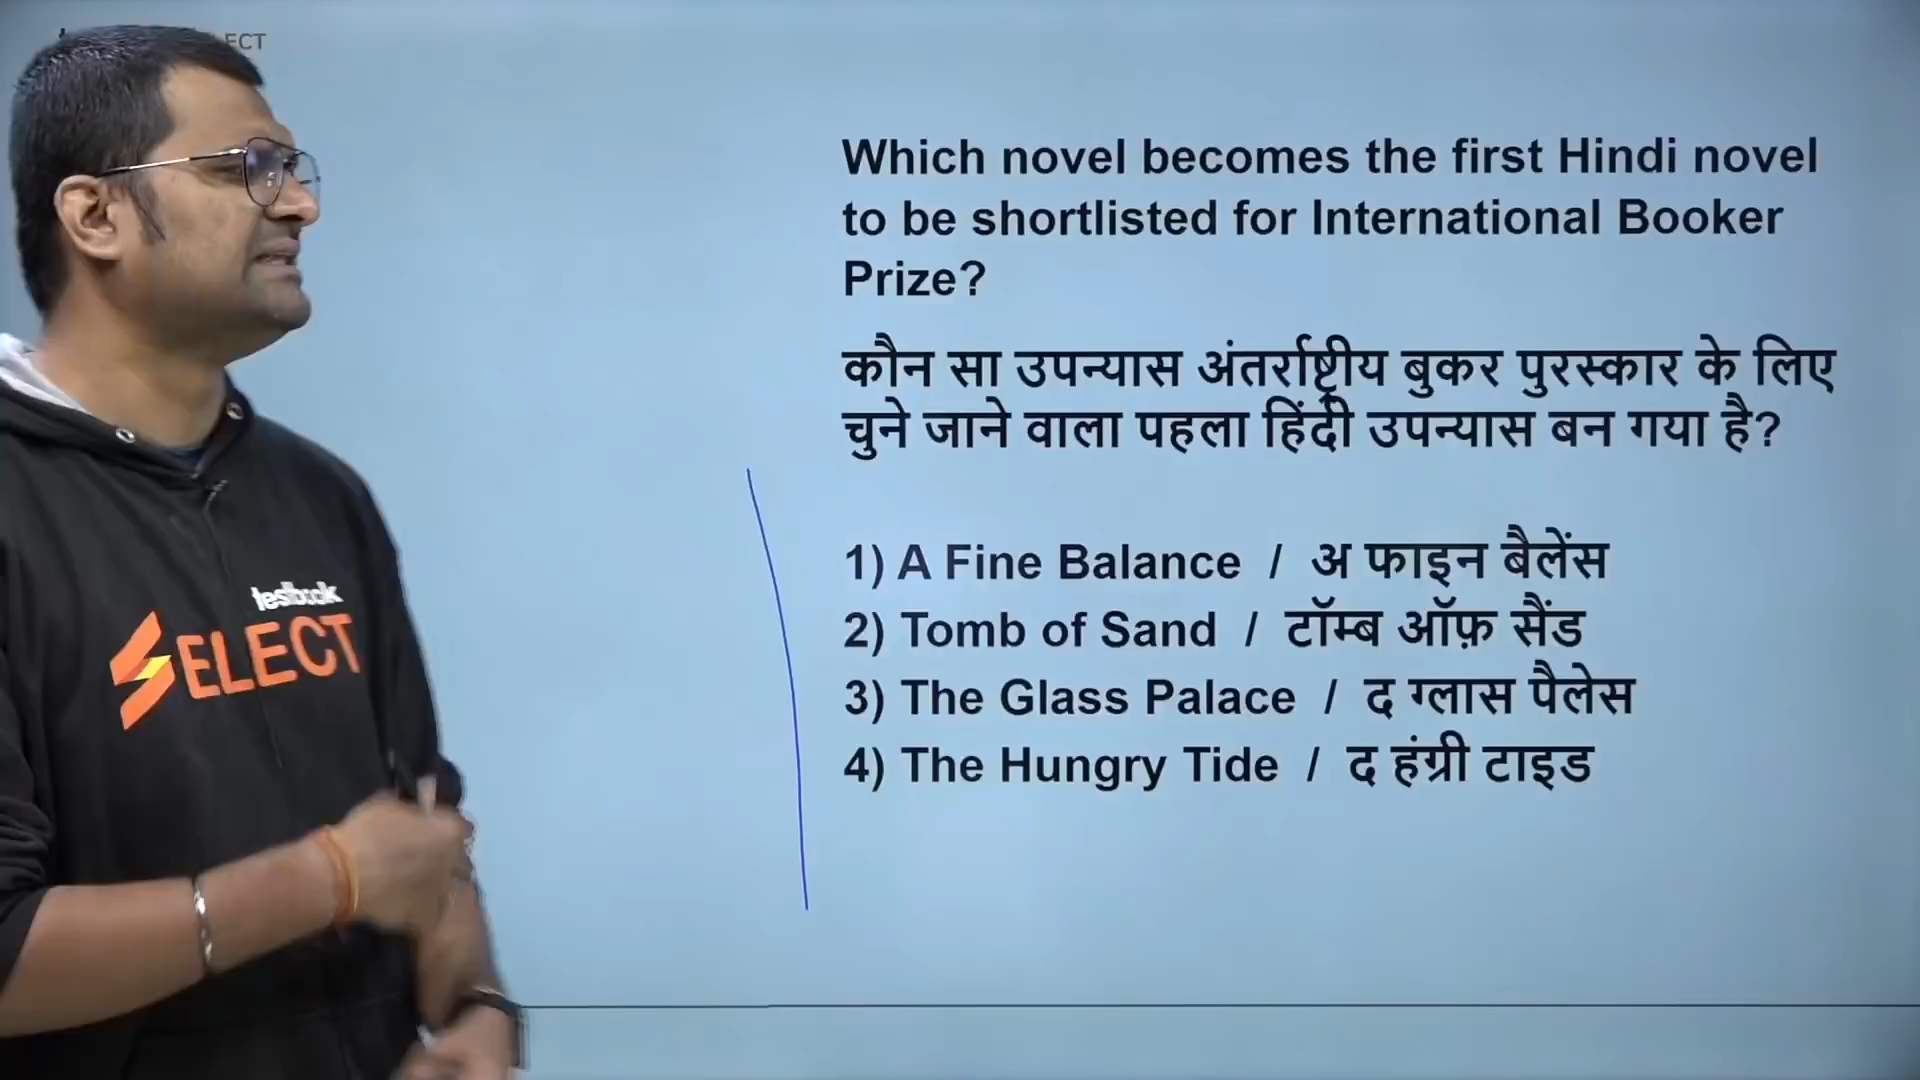 ECT
Which novel becomes the first Hindi novel
to be shortlisted for International Booker
Prize?
कौन सा उपन्यास अंतर्राष्ट्रीय बुकर पुरस्कार के लिए
चुने जाने वाला पहला हिंदी उपन्यास बन गया है?
1) A Fine Balance / अ फाइन बैलेंस
2) Tomb of Sand / टॉम्ब ऑफ़ सैंड
3) The Glass Palace / द ग्लास पैलेस
4) The Hungry Tide / द हंग्री टाइड
testbook
SELECT